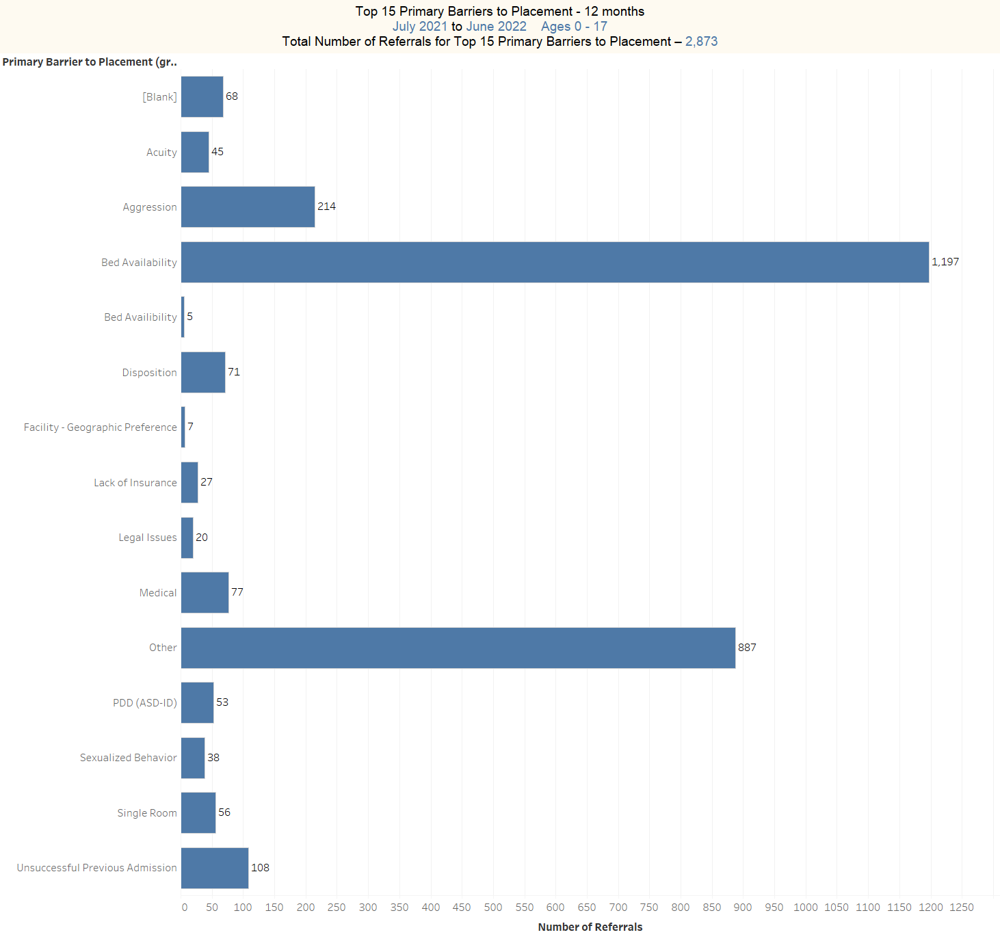 Top 15 Primary Barriers to Placement - 12 months
July 2021 to June 2022 Ages 0 - 17
Total Number of Referrals for Top 15 Primary Barriers to Placement – 2,873
Primary Barrier to Placement (gr..
[Blank] 68
Acuity 45
Aggression 214
Bed Availability 1,197
Bed Availibility 5
Disposition 71
Facility - Geographic Preference 7
Lack of Insurance 27
Legal Issues 20
Medical 77
Other 887
PDD (ASD-ID) 53
Sexualized Behavior 38
Single Room 56
Unsuccessful Previous Admission 108
0 50 100 150 200 250 300 350 400 450 500 550 600 650 700 750 800 850 900 950 1000 1050 1100 1150 1200 1250
Number of Referrals